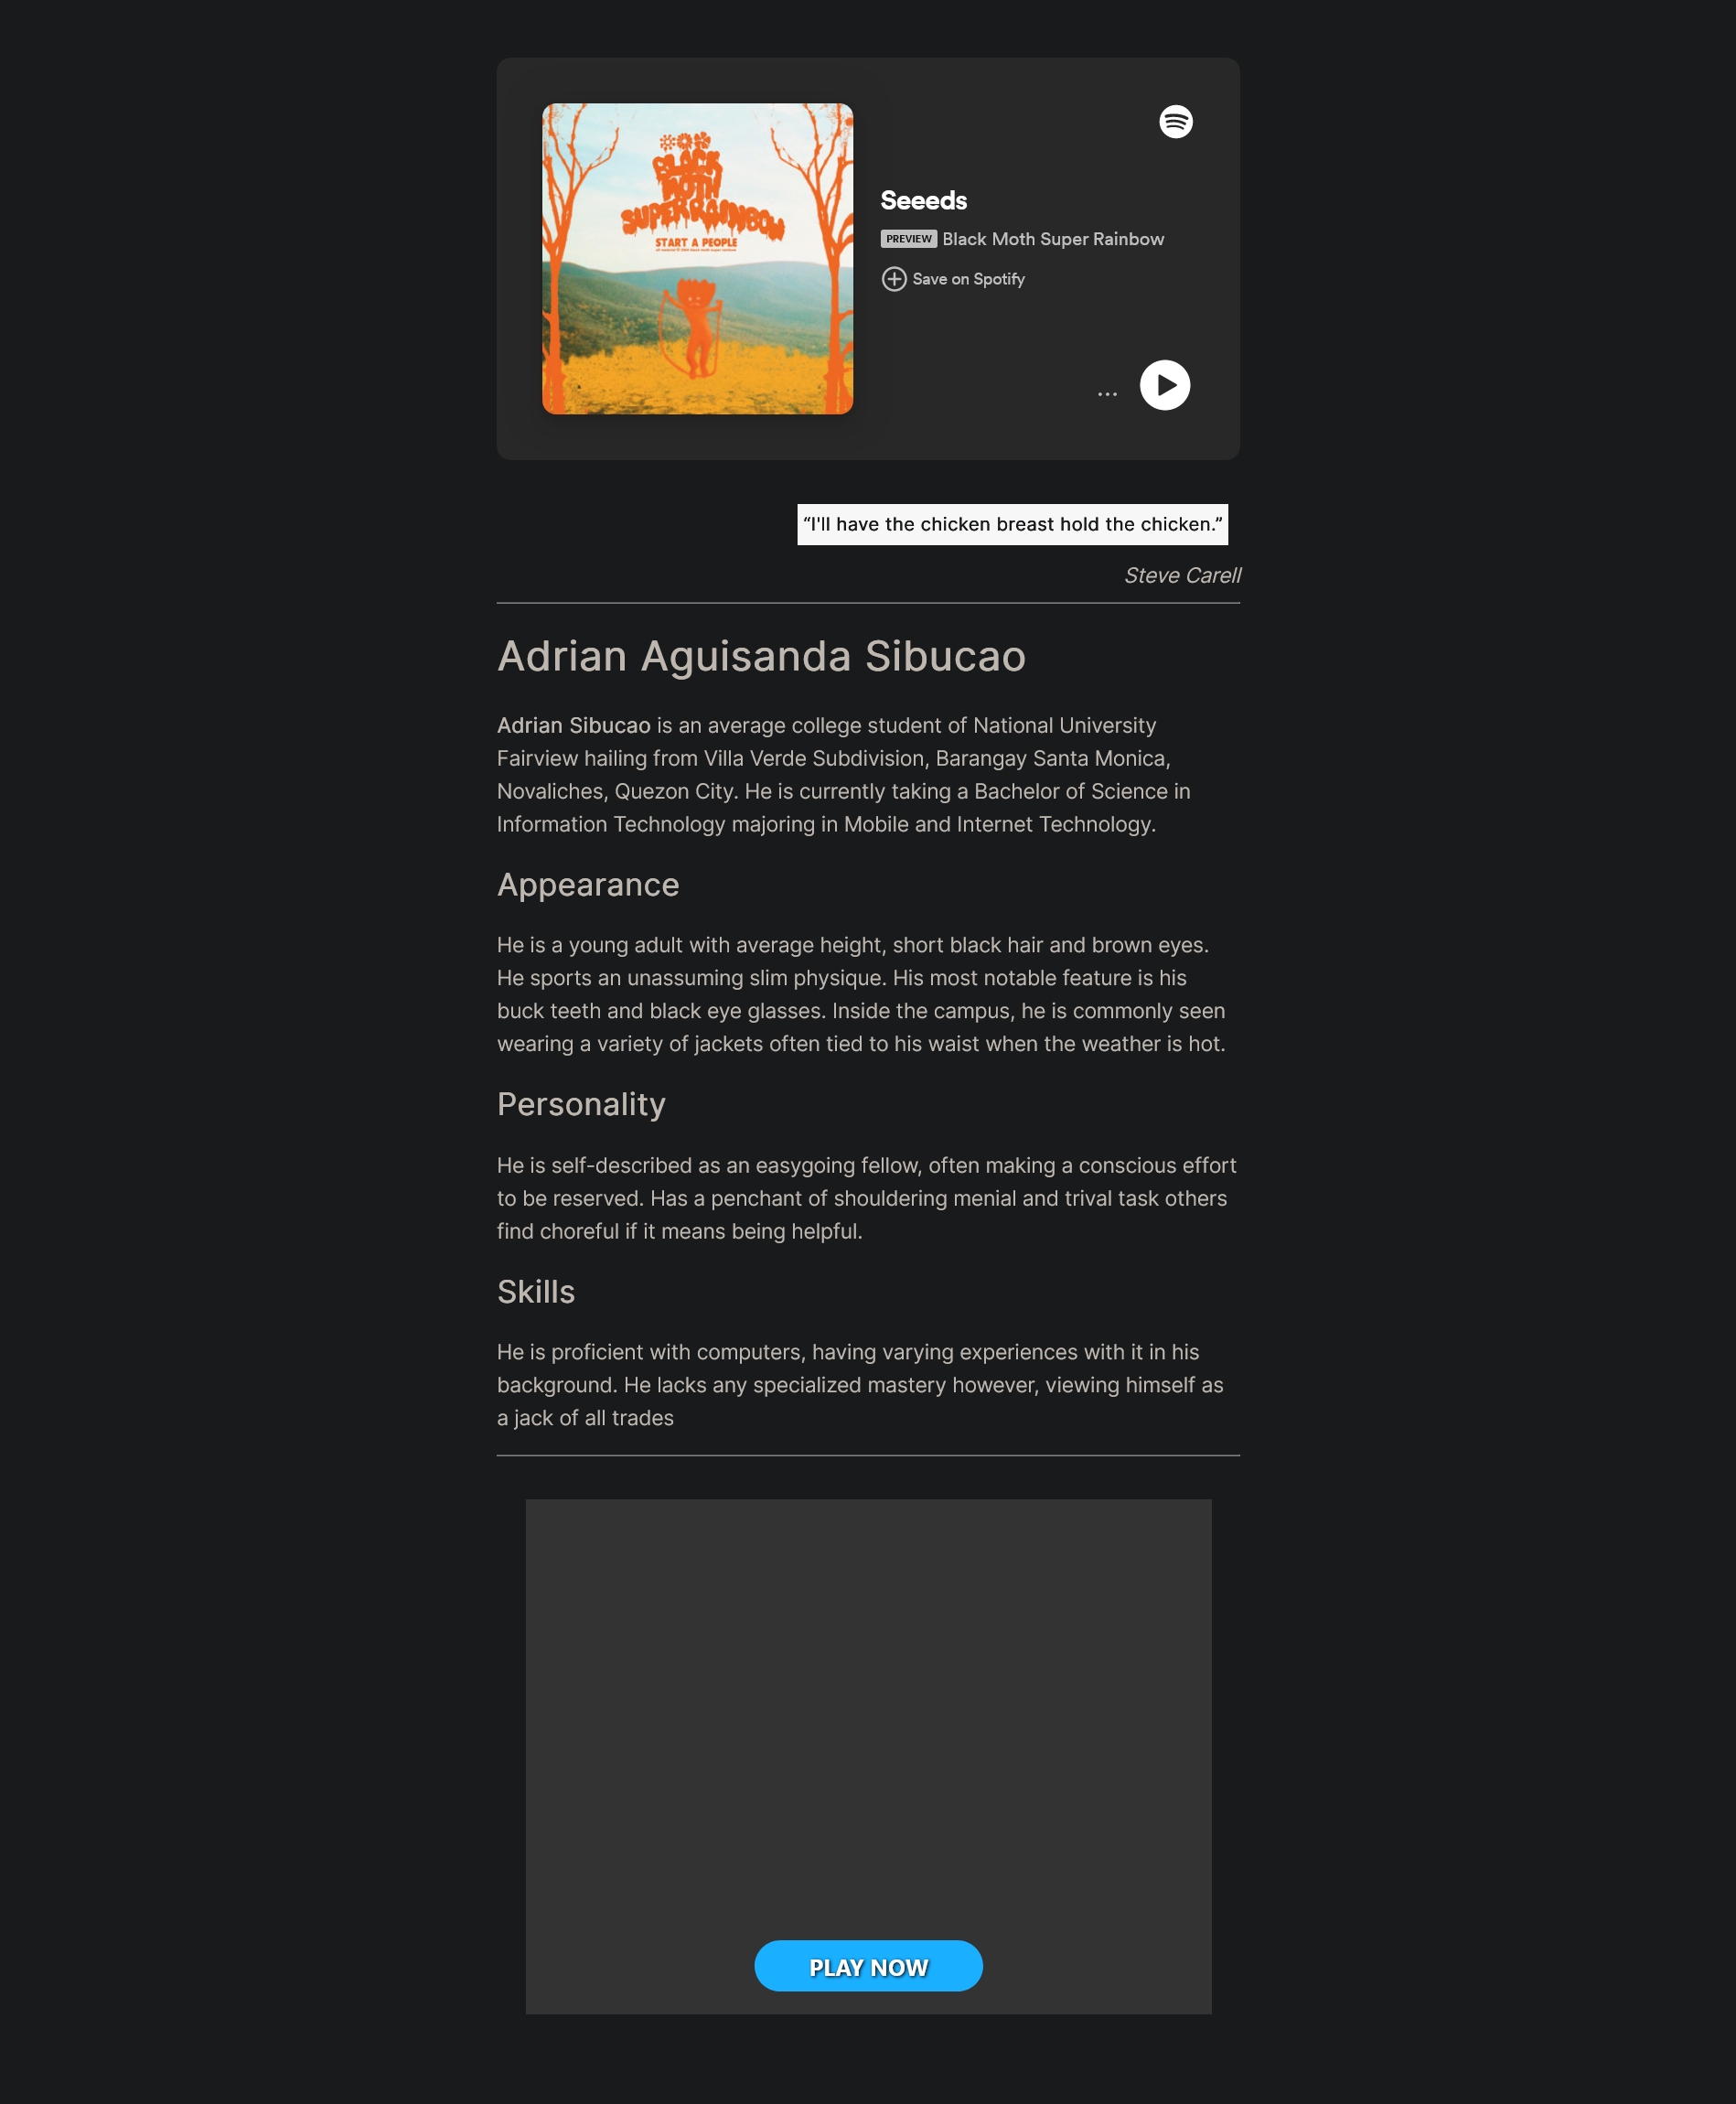 BLACK
MOTH
SUPER RAINBOW
START A PEOPLE
Seeeds
PREVIEW Black Moth Super Rainbow
Save on Spotify
“I'll have the chicken breast hold the chicken.”
Steve Carell
Adrian Aguisanda Sibucao
Adrian Sibucao is an average college student of National University
Fairview hailing from Villa Verde Subdivision, Barangay Santa Monica,
Novaliches, Quezon City. He is currently taking a Bachelor of Science in
Information Technology majoring in Mobile and Internet Technology.
Appearance
He is a young adult with average height, short black hair and brown eyes.
He sports an unassuming slim physique. His most notable feature is his
buck teeth and black eye glasses. Inside the campus, he is commonly seen
wearing a variety of jackets often tied to his waist when the weather is hot.
Personality
He is self-described as an easygoing fellow, often making a conscious effort
to be reserved. Has a penchant of shouldering menial and trival task others
find choreful if it means being helpful.
Skills
He is proficient with computers, having varying experiences with it in his
background. He lacks any specialized mastery however, viewing himself as
a jack of all trades
PLAY NOW